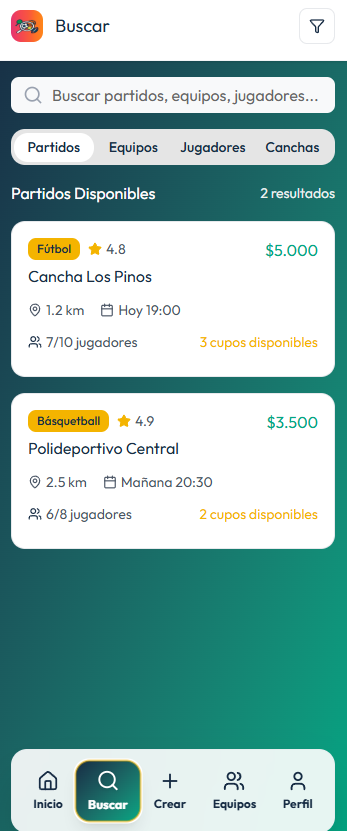 Buscar
Buscar partidos, equipos, jugadores...
Partidos Equipos Jugadores Canchas
Partidos Disponibles 2 resultados
Fútbol 4.8 $5.000
Cancha Los Pinos
1.2 km Hoy 19:00
7/10 jugadores 3 cupos disponibles
Básquetball 4.9 $3.500
Polideportivo Central
2.5 km Mañana 20:30
6/8 jugadores 2 cupos disponibles
Inicio Buscar Crear Equipos Perfil